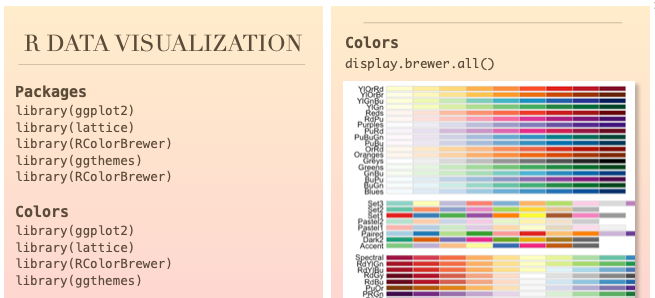 R DATA VISUALIZATION
Packages
library(ggplot2)
library(lattice)
library(RColorBrewer)
library(ggthemes)
library(RColorBrewer)
Colors
library(ggplot2)
library(lattice)
library(RColorBrewer)
library(ggthemes)
Colors
display.brewer.all()
YlOrRd
YlOrBr
YlGnBu
YlGn
Reds
RdPu
Purples
PuRd
PuBuGn
PuBu
OrRd
Oranges
Greys
Greens
GnBu
BuPu
BuGn
Blues
Set3
Set2
Set1
Pastel2
Pastel1
Paired
Dark2
Accent
Spectral
RdYlGn
RdYlBu
RdGy
RdBu
PuOr
PRGn